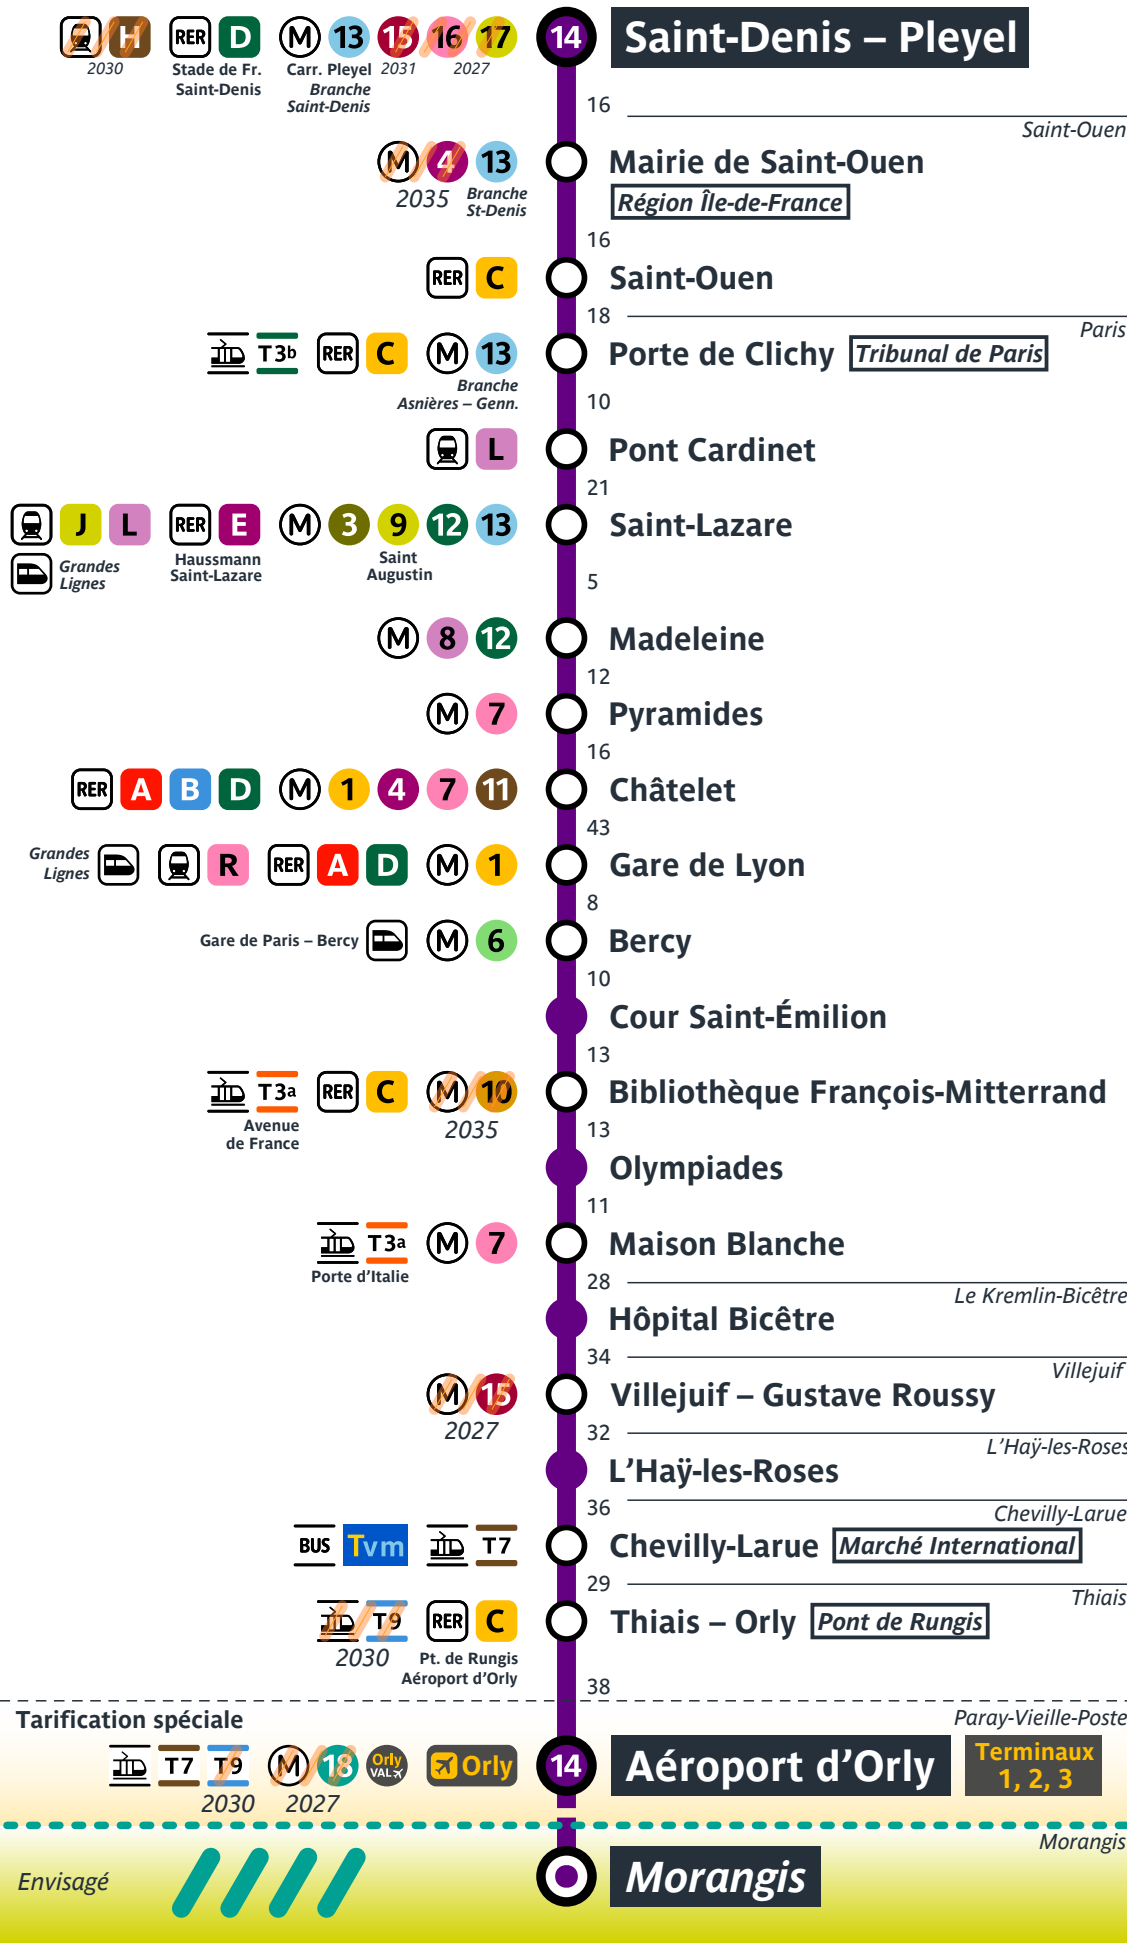 H RER D M 13 15 16 17 14 Saint-Denis – Pleyel
2030 Stade de Fr. Carr. Pleyel 2031 2027
Saint-Denis Branche
Saint-Denis
16
Saint-Ouen
M 4 13 Mairie de Saint-Ouen
2035 Branche Région Île-de-France
St-Denis
16
RER C Saint-Ouen
18
Paris
T3b RER C M 13 Porte de Clichy Tribunal de Paris
Branche
Asnières – Genn.
10
L Pont Cardinet
21
J L RER E M 3 9 12 13 Saint-Lazare
Grandes Haussmann Saint
Lignes Saint-Lazare Augustin
5
M 8 12 Madeleine
12
M 7 Pyramides
16
RER A B D M 1 4 7 11 Châtelet
43
Grandes
Lignes R RER A D M 1 Gare de Lyon
8
Gare de Paris – Bercy M 6 Bercy
10
Cour Saint-Émilion
13
T3a RER C M 10 Bibliothèque François-Mitterrand
Avenue 2035
de France
13
Olympiades
11
T3a M 7 Maison Blanche
Porte d’Italie
28
Le Kremlin-Bicêtre
Hôpital Bicêtre
34
Villejuif
M 15 Villejuif – Gustave Roussy
2027
32
L’Haÿ-les-Roses
L’Haÿ-les-Roses
36
Chevilly-Larue
BUS Tvm T7 Chevilly-Larue Marché International
29
Thiais
T9 RER C Thiais – Orly Pont de Rungis
2030 Pt. de Rungis
Aéroport d’Orly
38
Tarification spéciale Paray-Vieille-Poste
T7 T9 M 18 Orly VAL Orly 14 Aéroport d’Orly Terminaux
1, 2, 3
2030 2027
Morangis
Envisagé Morangis